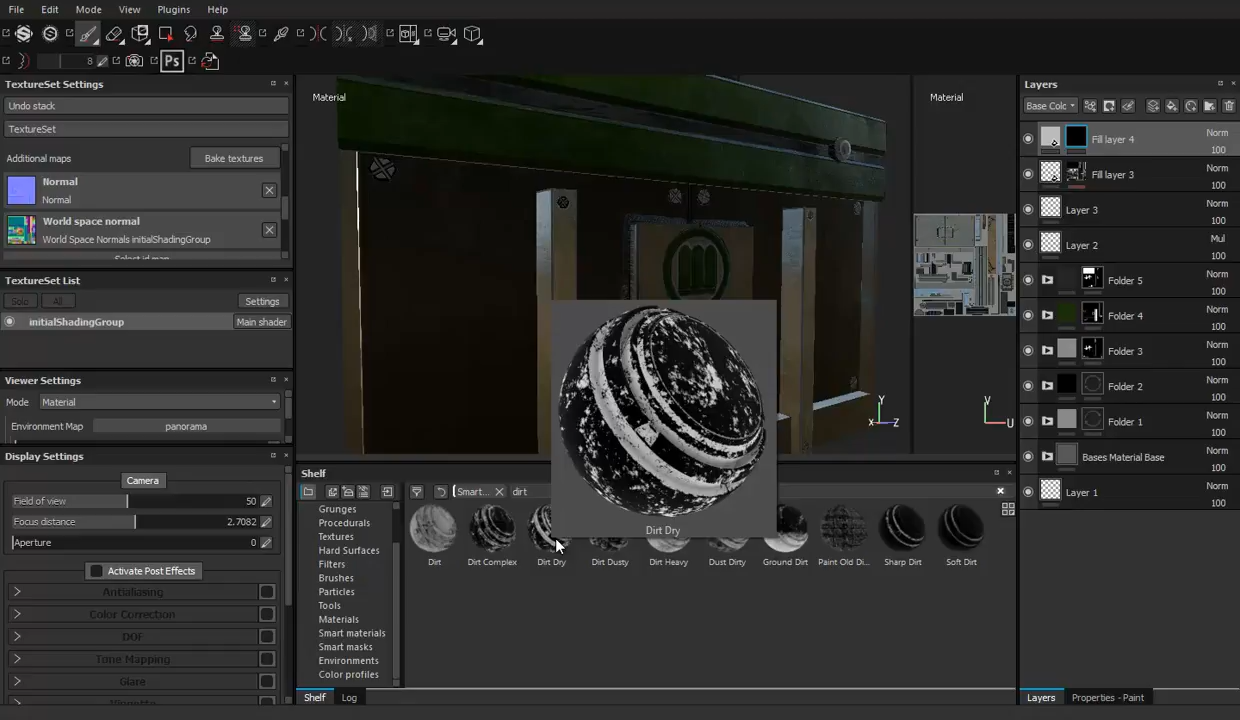 File Edit Mode View Plugins Help
8
Ps
TextureSet Settings
Undo stack
TextureSet
Additional maps
Bake textures
Normal
Normal
World space normal
World Space Normals initialShadingGroup
Select id map
TextureSet List
Solo All Settings
initialShadingGroup Main shader
Viewer Settings
Mode Material
Environment Map panorama
Display Settings
Camera
Field of view 50
Focus distance 2.7082
Aperture 0
Activate Post Effects
Antialiasing
Color Correction
DOF
Tone Mapping
Glare
Vignette
Material
Y
X Z
Material
V
U
Shelf
Smart... dirt
Grunges
Procedurals
Textures
Hard Surfaces
Filters
Brushes
Particles
Tools
Materials
Smart materials
Smart masks
Environments
Color profiles
Dirt Dry
Dirt Dirt Complex Dirt Dry Dirt Dusty Dirt Heavy Dust Dirty Ground Dirt Paint Old Di... Sharp Dirt Soft Dirt
Shelf Log
Layers
Base Colc
Fill layer 4 Norm 100
Fill layer 3 Norm 100
Layer 3 Norm 100
Layer 2 Mul 100
Folder 5 Norm 100
Folder 4 Norm 100
Folder 3 Norm 100
Folder 2 Norm 100
Folder 1 Norm 100
Bases Material Base Norm 100
Layer 1 Norm 100
Layers Properties - Paint